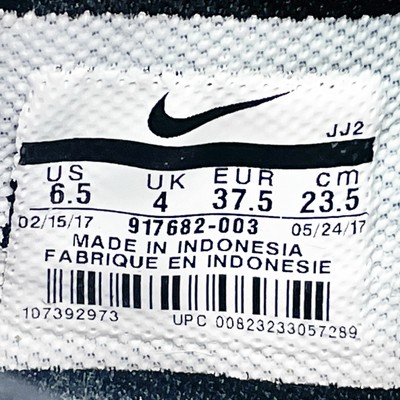 JJ2
US UK EUR cm
6.5 4 37.5 23.5
02/15/17 917682-003 05/24/17
MADE IN INDONESIA
FABRIQUE EN INDONESIE
107392973 UPC 00823233057289